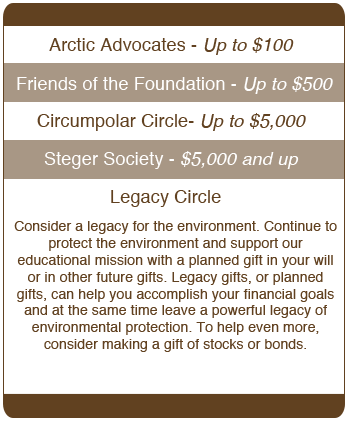 Arctic Advocates - Up to $100
Friends of the Foundation - Up to $500
Circumpolar Circle- Up to $5,000
Steger Society - $5,000 and up
Legacy Circle
Consider a legacy for the environment. Continue to
protect the environment and support our
educational mission with a planned gift in your will
or in other future gifts. Legacy gifts, or planned
gifts, can help you accomplish your financial goals
and at the same time leave a powerful legacy of
environmental protection. To help even more,
consider making a gift of stocks or bonds.